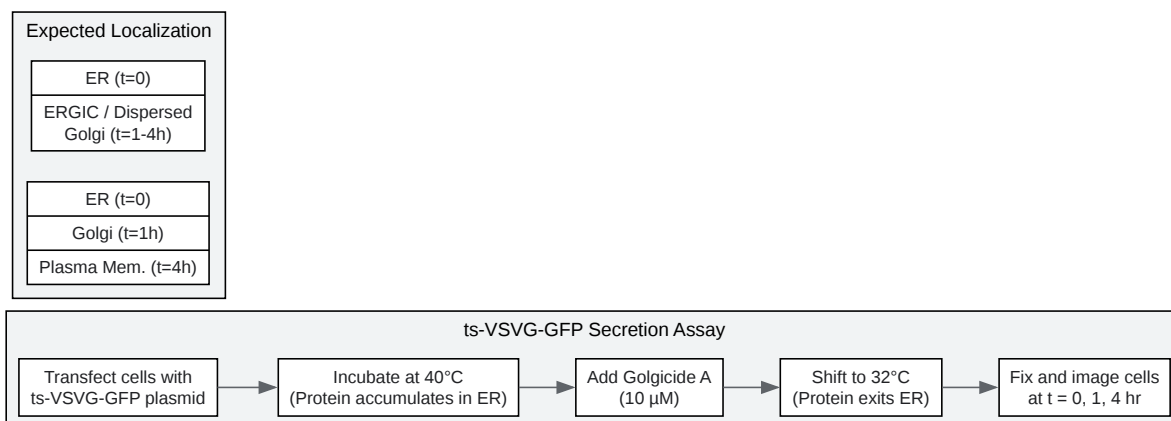 Expected Localization
ER (t=0)
ERGIC / Dispersed
Golgi (t=1-4h)
ER (t=0)
Golgi (t=1h)
Plasma Mem. (t=4h)
ts-VSVG-GFP Secretion Assay
Transfect cells with
ts-VSVG-GFP plasmid
Incubate at 40°C
(Protein accumulates in ER)
Add Golgicide A
(10 µM)
Shift to 32°C
(Protein exits ER)
Fix and image cells
at t = 0, 1, 4 hr